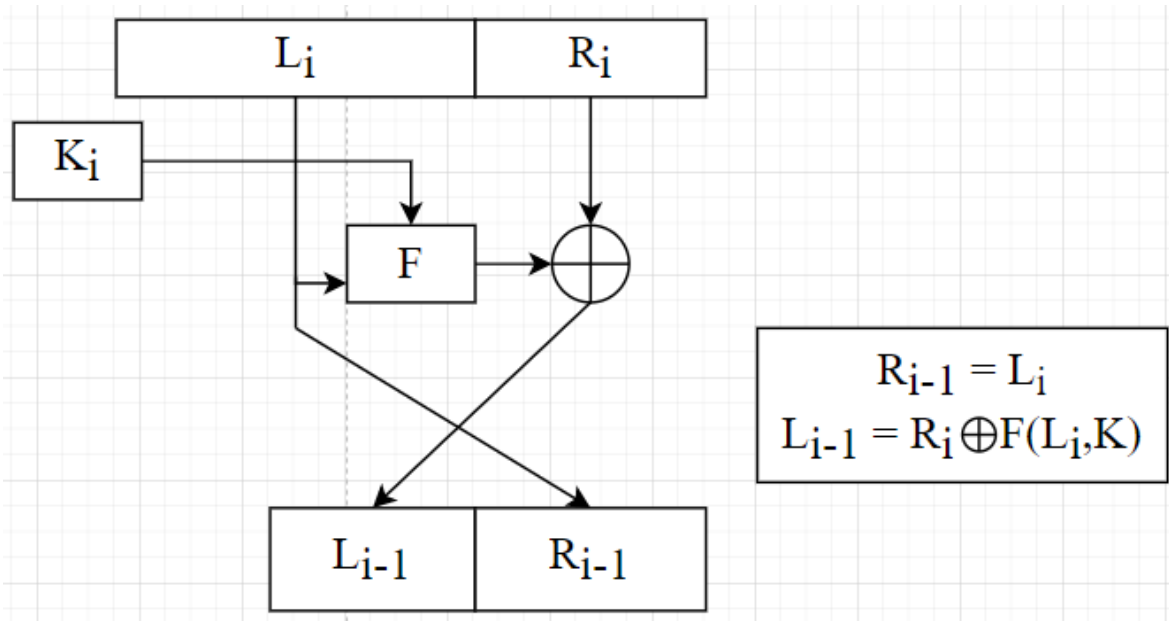 Lᵢ
Rᵢ
Kᵢ
F
Rᵢ₋₁ = Lᵢ
Lᵢ₋₁ = Rᵢ⊕F(Lᵢ,K)
Lᵢ₋₁
Rᵢ₋₁